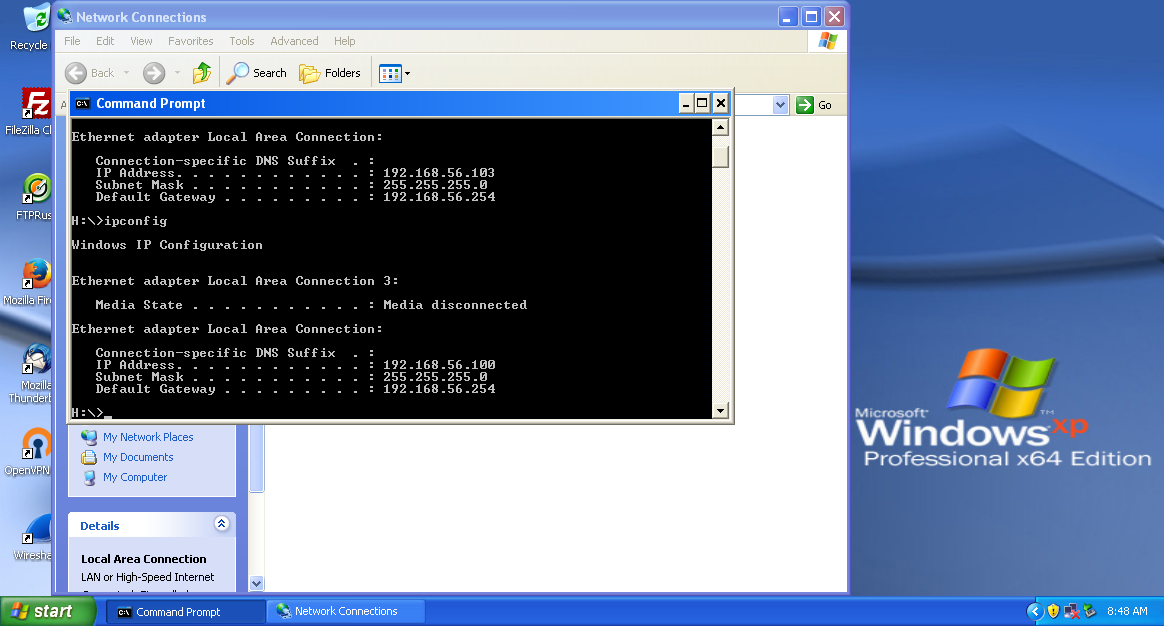 Network Connections
File Edit View Favorites Tools Advanced Help
Back Search Folders
Go
Recycle
FileZilla Cl
FTPRus
Mozilla Fire
Mozilla
Thunderb
OpenVPN
Wiresha
Command Prompt
Ethernet adapter Local Area Connection:
Connection-specific DNS Suffix . :
IP Address. . . . . . . . . . . . : 192.168.56.103
Subnet Mask . . . . . . . . . . . : 255.255.255.0
Default Gateway . . . . . . . . . : 192.168.56.254
H:\>ipconfig
Windows IP Configuration
Ethernet adapter Local Area Connection 3:
Media State . . . . . . . . . . . : Media disconnected
Ethernet adapter Local Area Connection:
Connection-specific DNS Suffix . :
IP Address. . . . . . . . . . . . : 192.168.56.100
Subnet Mask . . . . . . . . . . . : 255.255.255.0
Default Gateway . . . . . . . . . : 192.168.56.254
H:\>_
My Network Places
My Documents
My Computer
Details
Local Area Connection
LAN or High-Speed Internet
Microsoft
Windows xp TM
Professional x64 Edition
start Command Prompt Network Connections 8:48 AM